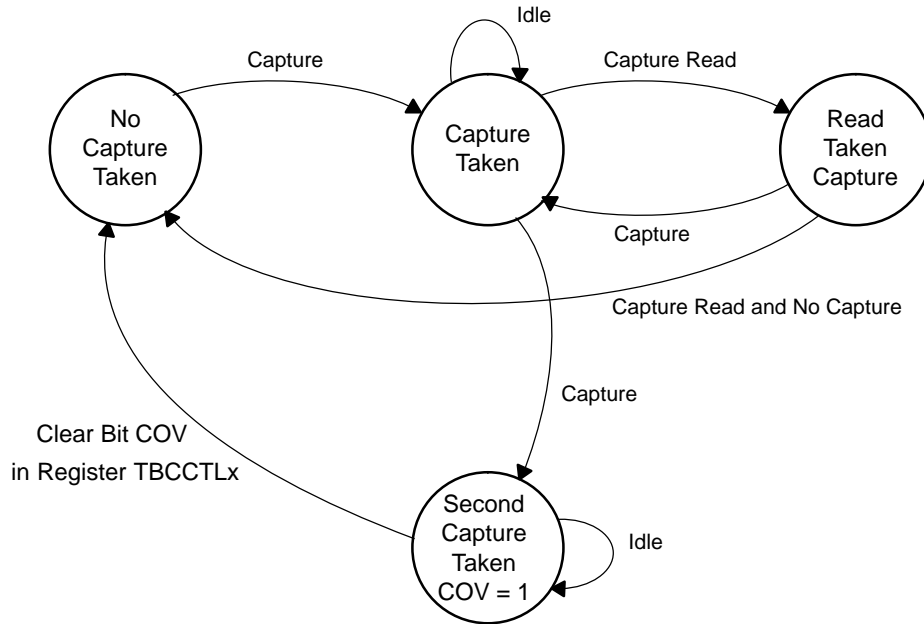 Idle
Capture
Capture Read
No
Capture
Taken
Capture
Taken
Read
Taken
Capture
Capture
Capture Read and No Capture
Capture
Clear Bit COV
in Register TBCCTLx
Second
Capture
Taken
COV = 1
Idle